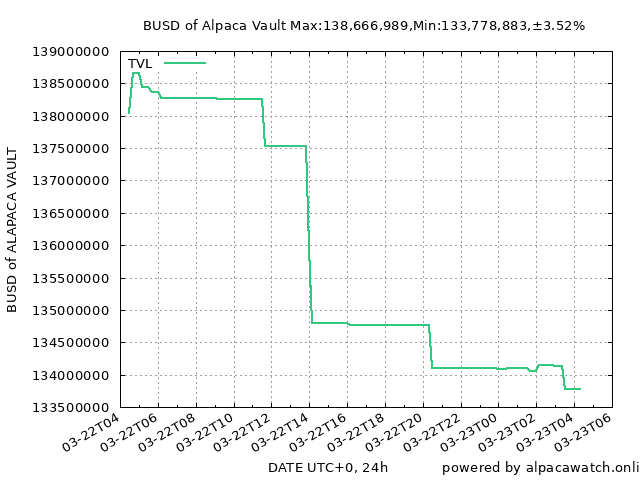 BUSD of Alpaca Vault Max:138,666,989,Min:133,778,883,±3.52%
TVL
139000000
138500000
138000000
137500000
137000000
136500000
136000000
135500000
135000000
134500000
134000000
133500000
BUSD of ALAPACA VAULT
03-22T04
03-22T06
03-22T08
03-22T10
03-22T12
03-22T14
03-22T16
03-22T18
03-22T20
03-22T22
03-23T00
03-23T02
03-23T04
03-23T06
DATE UTC+0, 24h
powered by alpacawatch.onli